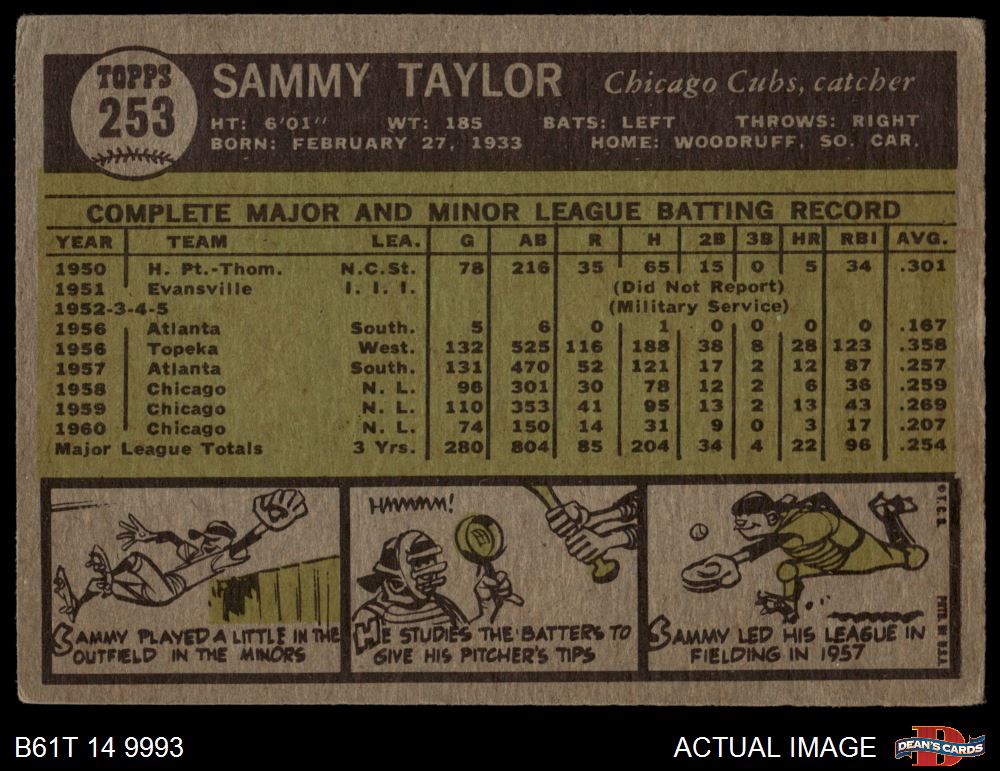 TOPPS
253
SAMMY TAYLOR Chicago Cubs, catcher
HT: 6'01" WT: 185 BATS: LEFT THROWS: RIGHT
BORN: FEBRUARY 27, 1933 HOME: WOODRUFF, SO. CAR.
COMPLETE MAJOR AND MINOR LEAGUE BATTING RECORD
YEAR TEAM LEA. G AB R H 2B 3B HR RBI AVG.
1950 H. Pt.-Thom. N.C.St. 78 216 35 65 15 0 5 34 .301
1951 Evansville I. I. I. (Did Not Report)
1952-3-4-5 (Military Service)
1956 Atlanta South. 5 6 0 1 0 0 0 0 .167
1956 Topeka West. 132 525 116 188 38 8 28 123 .358
1957 Atlanta South. 131 470 52 121 17 2 12 87 .257
1958 Chicago N. L. 96 301 30 78 12 2 6 36 .259
1959 Chicago N. L. 110 353 41 95 13 2 13 43 .269
1960 Chicago N. L. 74 150 14 31 9 0 3 17 .207
Major League Totals 3 Yrs. 280 804 85 204 34 4 22 96 .254
SAMMY PLAYED A LITTLE IN THE
OUTFIELD IN THE MINORS
HMMMM!
HE STUDIES THE BATTERS TO
GIVE HIS PITCHER'S TIPS
SAMMY LED HIS LEAGUE IN
FIELDING IN 1957
© T.C.G.
PRTD. IN U.S.A.
B61T 14 9993
ACTUAL IMAGE
DEAN'S CARDS